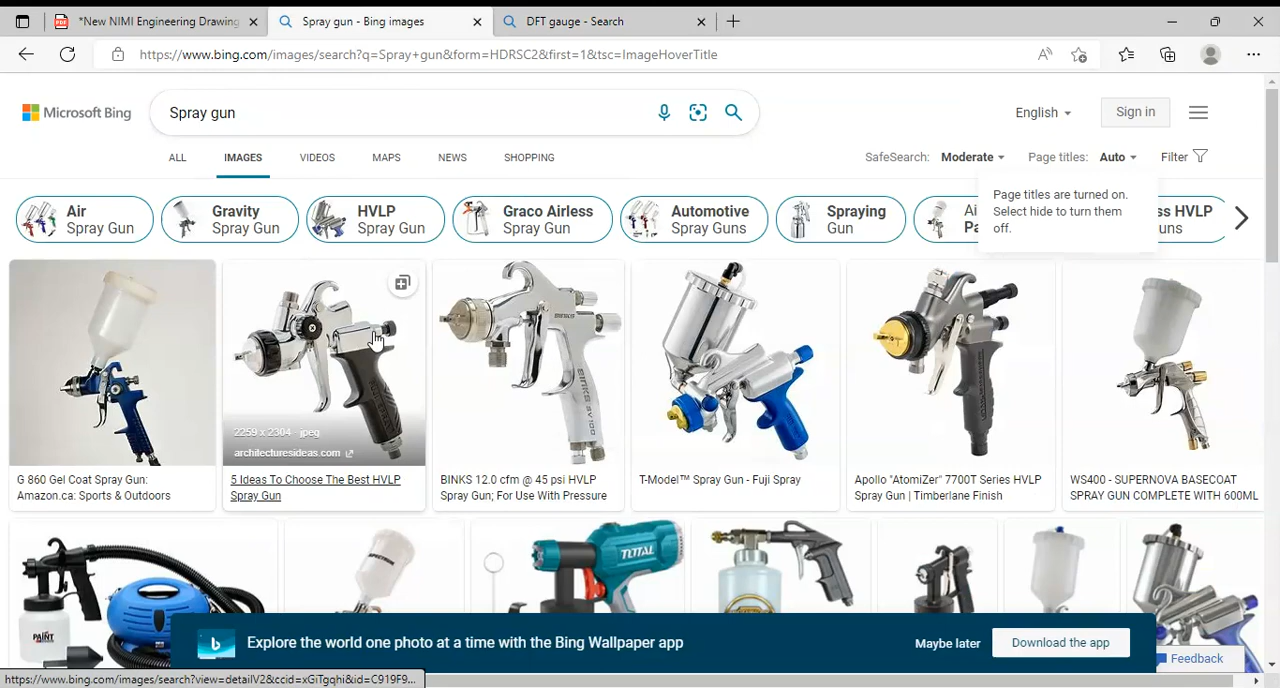 *New NIMI Engineering Drawing
Spray gun - Bing images
DFT gauge - Search
https://www.bing.com/images/search?q=Spray+gun&form=HDRSC2&first=1&tsc=ImageHoverTitle
Microsoft Bing
Spray gun
English
Sign in
ALL
IMAGES
VIDEOS
MAPS
NEWS
SHOPPING
SafeSearch: Moderate
Page titles: Auto
Filter
Page titles are turned on.
Select hide to turn them
off.
Air
Spray Gun
Gravity
Spray Gun
HVLP
Spray Gun
Graco Airless
Spray Gun
Automotive
Spray Guns
Spraying
Gun
Ai
Pa
ss HVLP
uns
2259 x 2304 · jpeg
architecturesideas.com
BINKS
G 860 Gel Coat Spray Gun:
Amazon.ca: Sports & Outdoors
5 Ideas To Choose The Best HVLP
Spray Gun
BINKS 12.0 cfm @ 45 psi HVLP
Spray Gun; For Use With Pressure
T-Model™ Spray Gun - Fuji Spray
Apollo "AtomiZer" 7700T Series HVLP
Spray Gun | Timberlane Finish
WS400 - SUPERNOVA BASECOAT
SPRAY GUN COMPLETE WITH 600ML
TOTAL
PAINT
Explore the world one photo at a time with the Bing Wallpaper app
Maybe later
Download the app
Feedback
https://www.bing.com/images/search?view=detailV2&ccid=xGiTgqhi&id=C919F9...